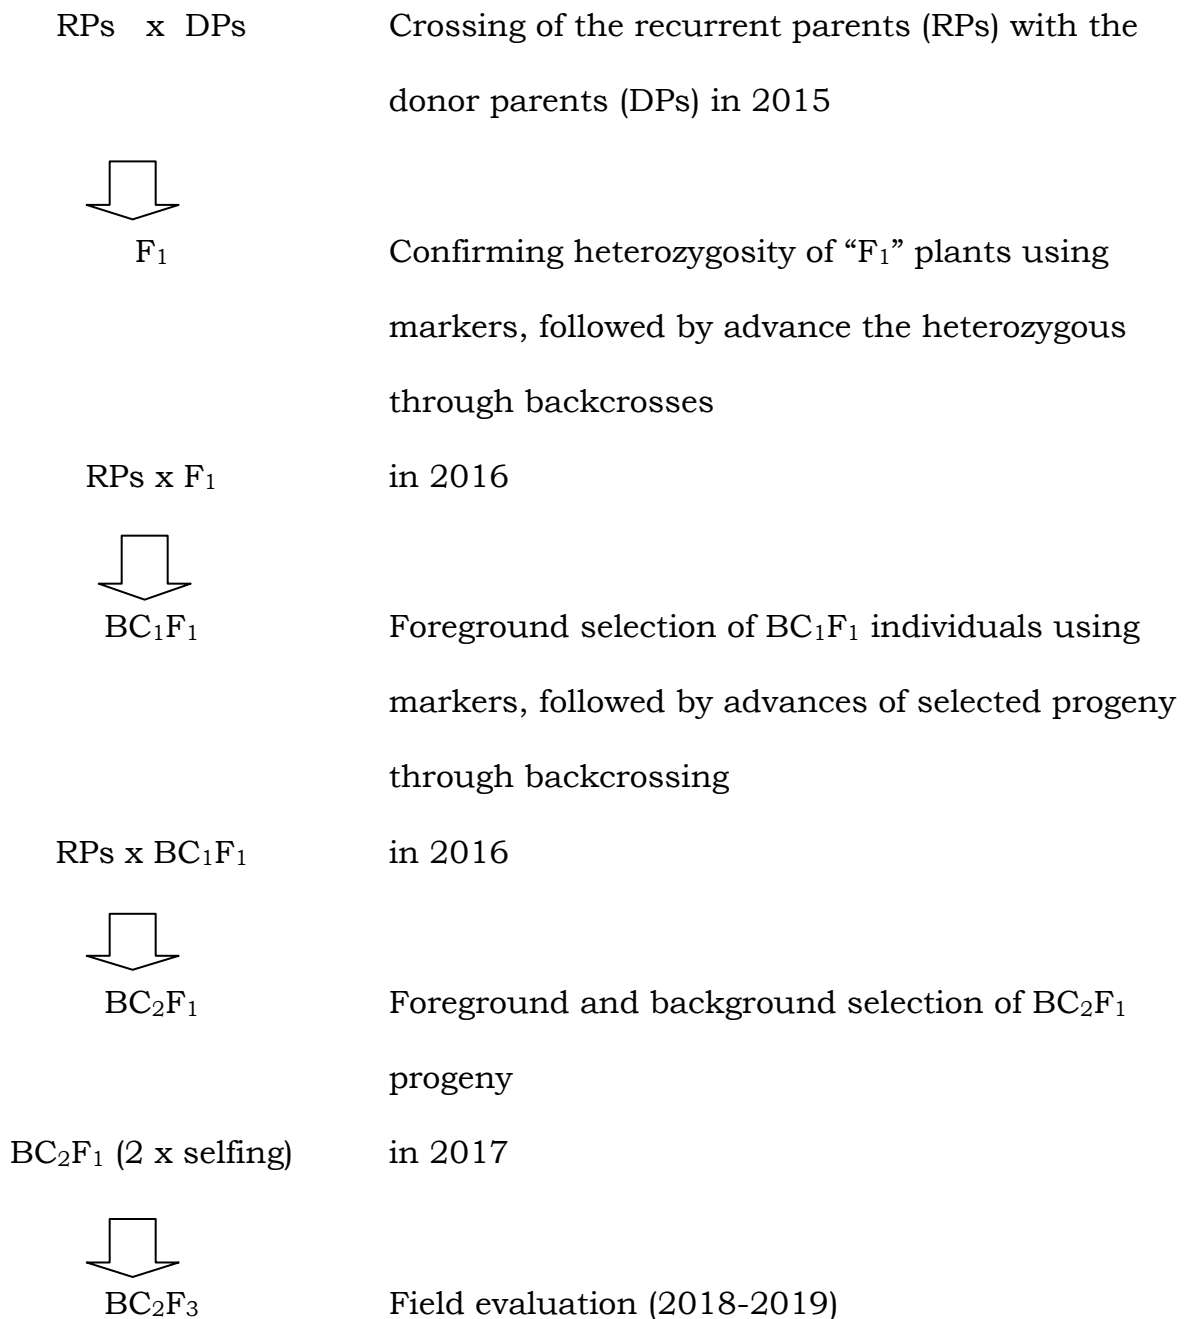 RPs x DPs Crossing of the recurrent parents (RPs) with the
donor parents (DPs) in 2015
F₁ Confirming heterozygosity of “F₁” plants using
markers, followed by advance the heterozygous
through backcrosses
RPs x F₁ in 2016
BC₁F₁ Foreground selection of BC₁F₁ individuals using
markers, followed by advances of selected progeny
through backcrossing
RPs x BC₁F₁ in 2016
BC₂F₁ Foreground and background selection of BC₂F₁
progeny
BC₂F₁ (2 x selfing) in 2017
BC₂F₃ Field evaluation (2018-2019)